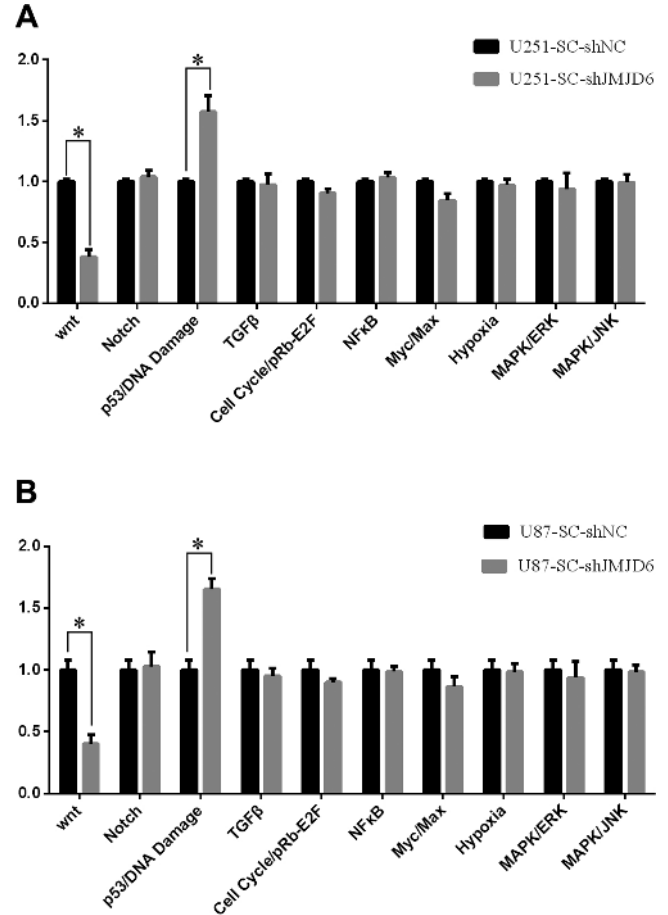 A
U251-SC-shNC
U251-SC-shJMJD6
2.0
1.5
1.0
0.5
0.0
*
*
wnt
Notch
p53/DNA Damage
TGFβ
Cell Cycle/pRb-E2F
NFκB
Myc/Max
Hypoxia
MAPK/ERK
MAPK/JNK
B
U87-SC-shNC
U87-SC-shJMJD6
2.0
1.5
1.0
0.5
0.0
*
*
wnt
Notch
p53/DNA Damage
TGFβ
Cell Cycle/pRb-E2F
NFκB
Myc/Max
Hypoxia
MAPK/ERK
MAPK/JNK